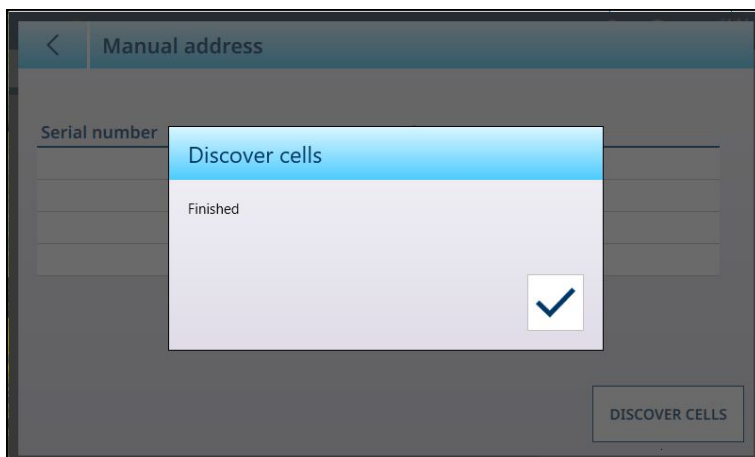 Manual address
Serial number
Discover cells
Finished
DISCOVER CELLS